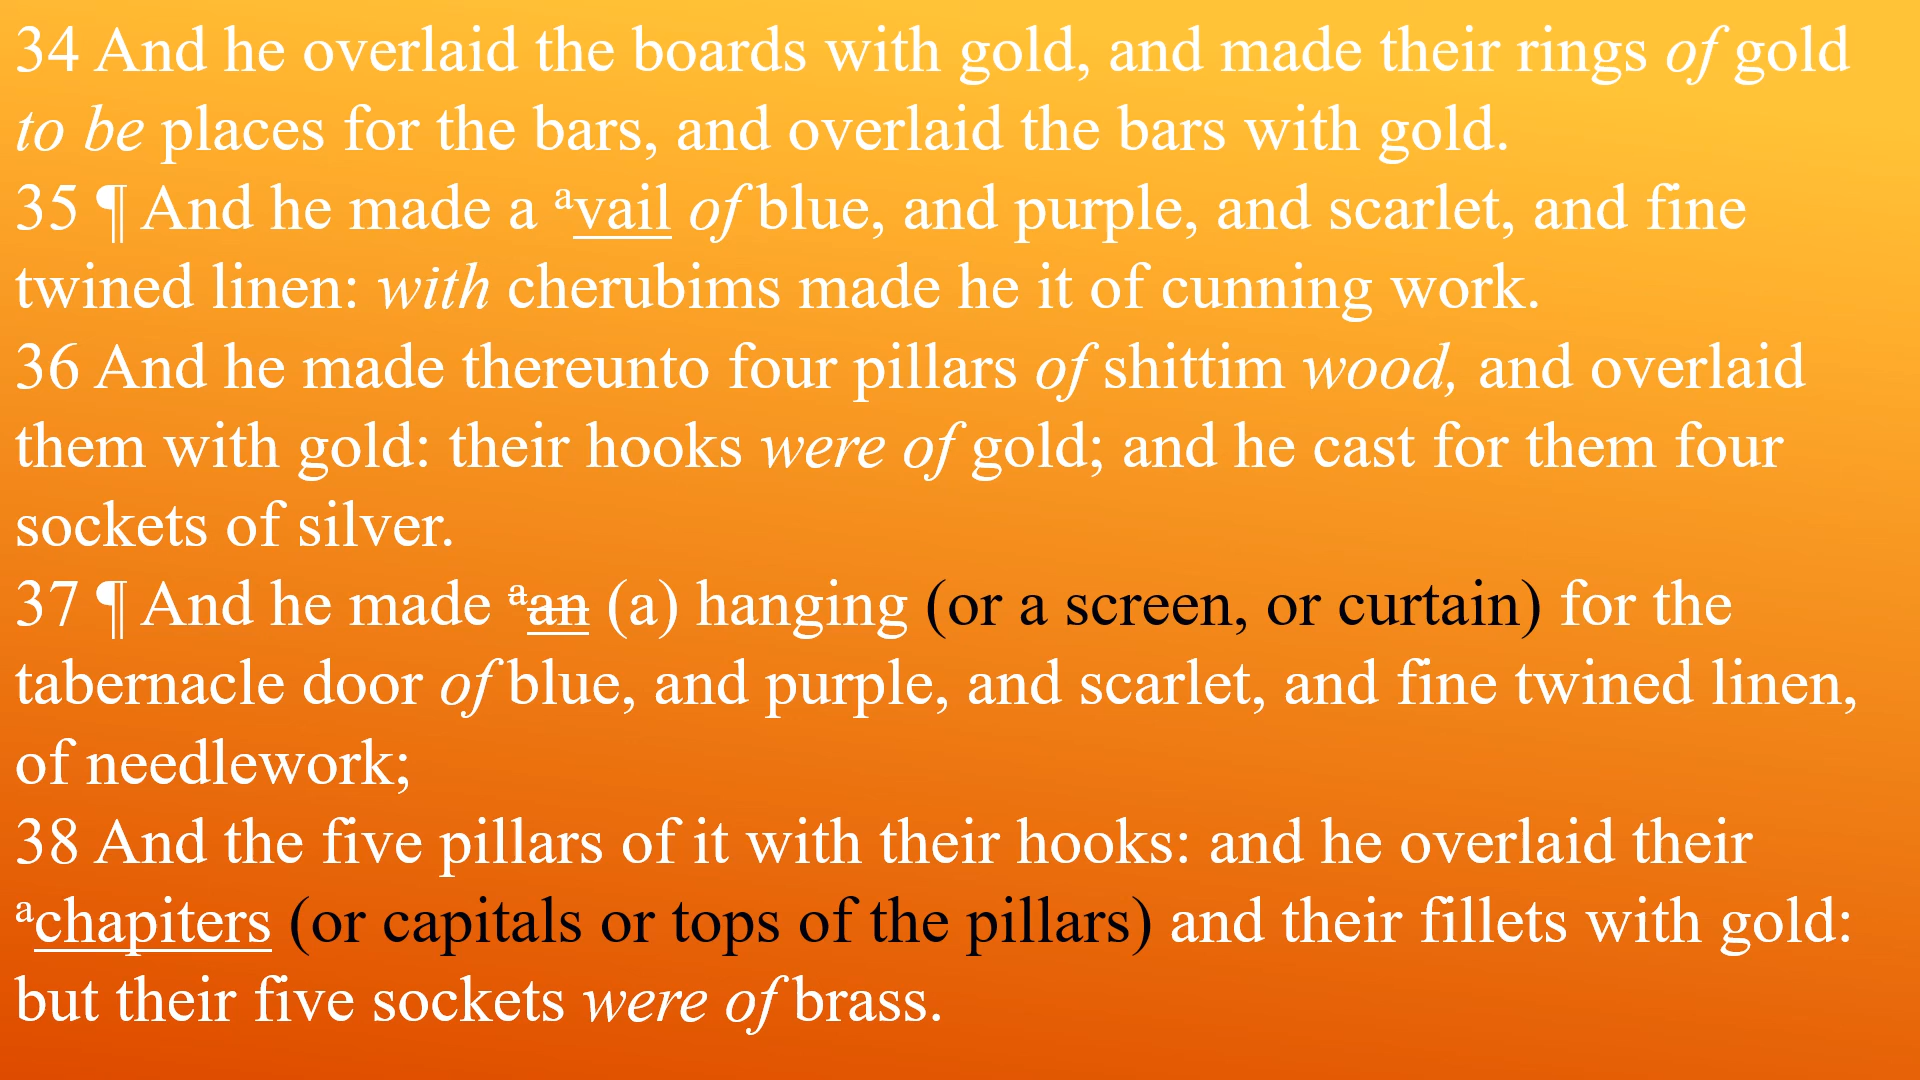 34 And he overlaid the boards with gold, and made their rings of gold
to be places for the bars, and overlaid the bars with gold.
35 ¶ And he made a ᵃvail of blue, and purple, and scarlet, and fine
twined linen: with cherubims made he it of cunning work.
36 And he made thereunto four pillars of shittim wood, and overlaid
them with gold: their hooks were of gold; and he cast for them four
sockets of silver.
37 ¶ And he made ᵃan (a) hanging (or a screen, or curtain) for the
tabernacle door of blue, and purple, and scarlet, and fine twined linen,
of needlework;
38 And the five pillars of it with their hooks: and he overlaid their
ᵃchapiters (or capitals or tops of the pillars) and their fillets with gold:
but their five sockets were of brass.